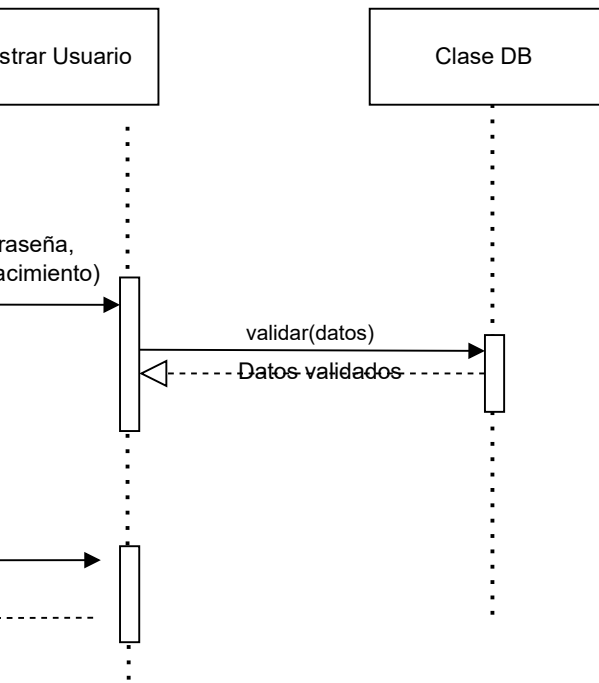 strar Usuario
Clase DB
raseña,
acimiento)
validar(datos)
Datos validados